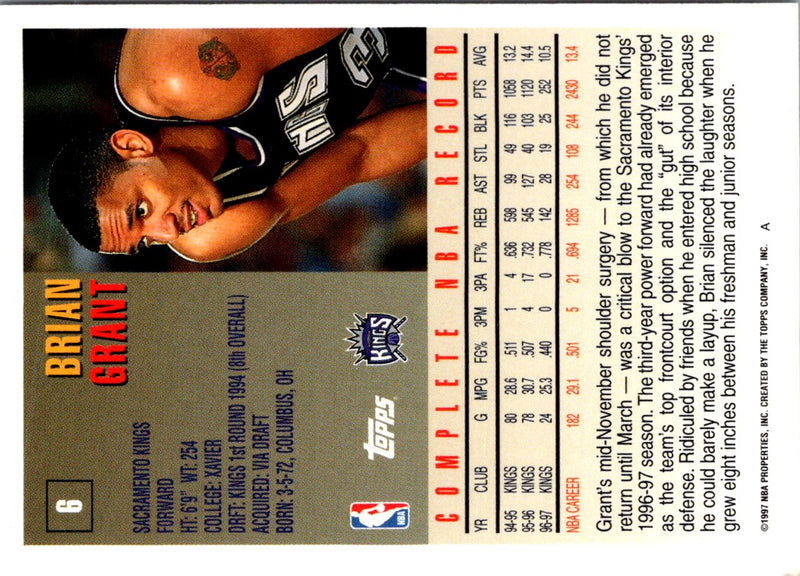 6
BRIAN
GRANT
SACRAMENTO KINGS
FORWARD
HT: 6'9" WT: 254
COLLEGE: XAVIER
DRFT: KINGS 1ST ROUND 1994 (8th OVERALL)
ACQUIRED: VIA DRAFT
BORN: 3-5-72, COLUMBUS, OH
KINGS
NBA
Topps
COMPLETE NBA RECORD
YR CLUB G MPG FG% 3PM 3PA FT% REB AST STL BLK PTS AVG
94-95 KINGS 80 28.6 .511 1 4 .636 598 99 49 116 1058 13.2
95-96 KINGS 78 30.7 .507 4 17 .732 545 127 40 103 1120 14.4
96-97 KINGS 24 25.3 .440 0 0 .778 142 28 19 25 252 10.5
NBA CAREER 182 29.1 .501 5 21 .694 1285 254 108 244 2430 13.4
Grant's mid-November shoulder surgery — from which he did not
return until March — was a critical blow to the Sacramento Kings'
1996-97 season. The third-year power forward had already emerged
as the team's top frontcourt option and the "gut" of its interior
defense. Ridiculed by friends when he entered high school because
he could barely make a layup, Brian silenced the laughter when he
grew eight inches between his freshman and junior seasons.
©1997 NBA PROPERTIES, INC. CREATED BY THE TOPPS COMPANY, INC. A